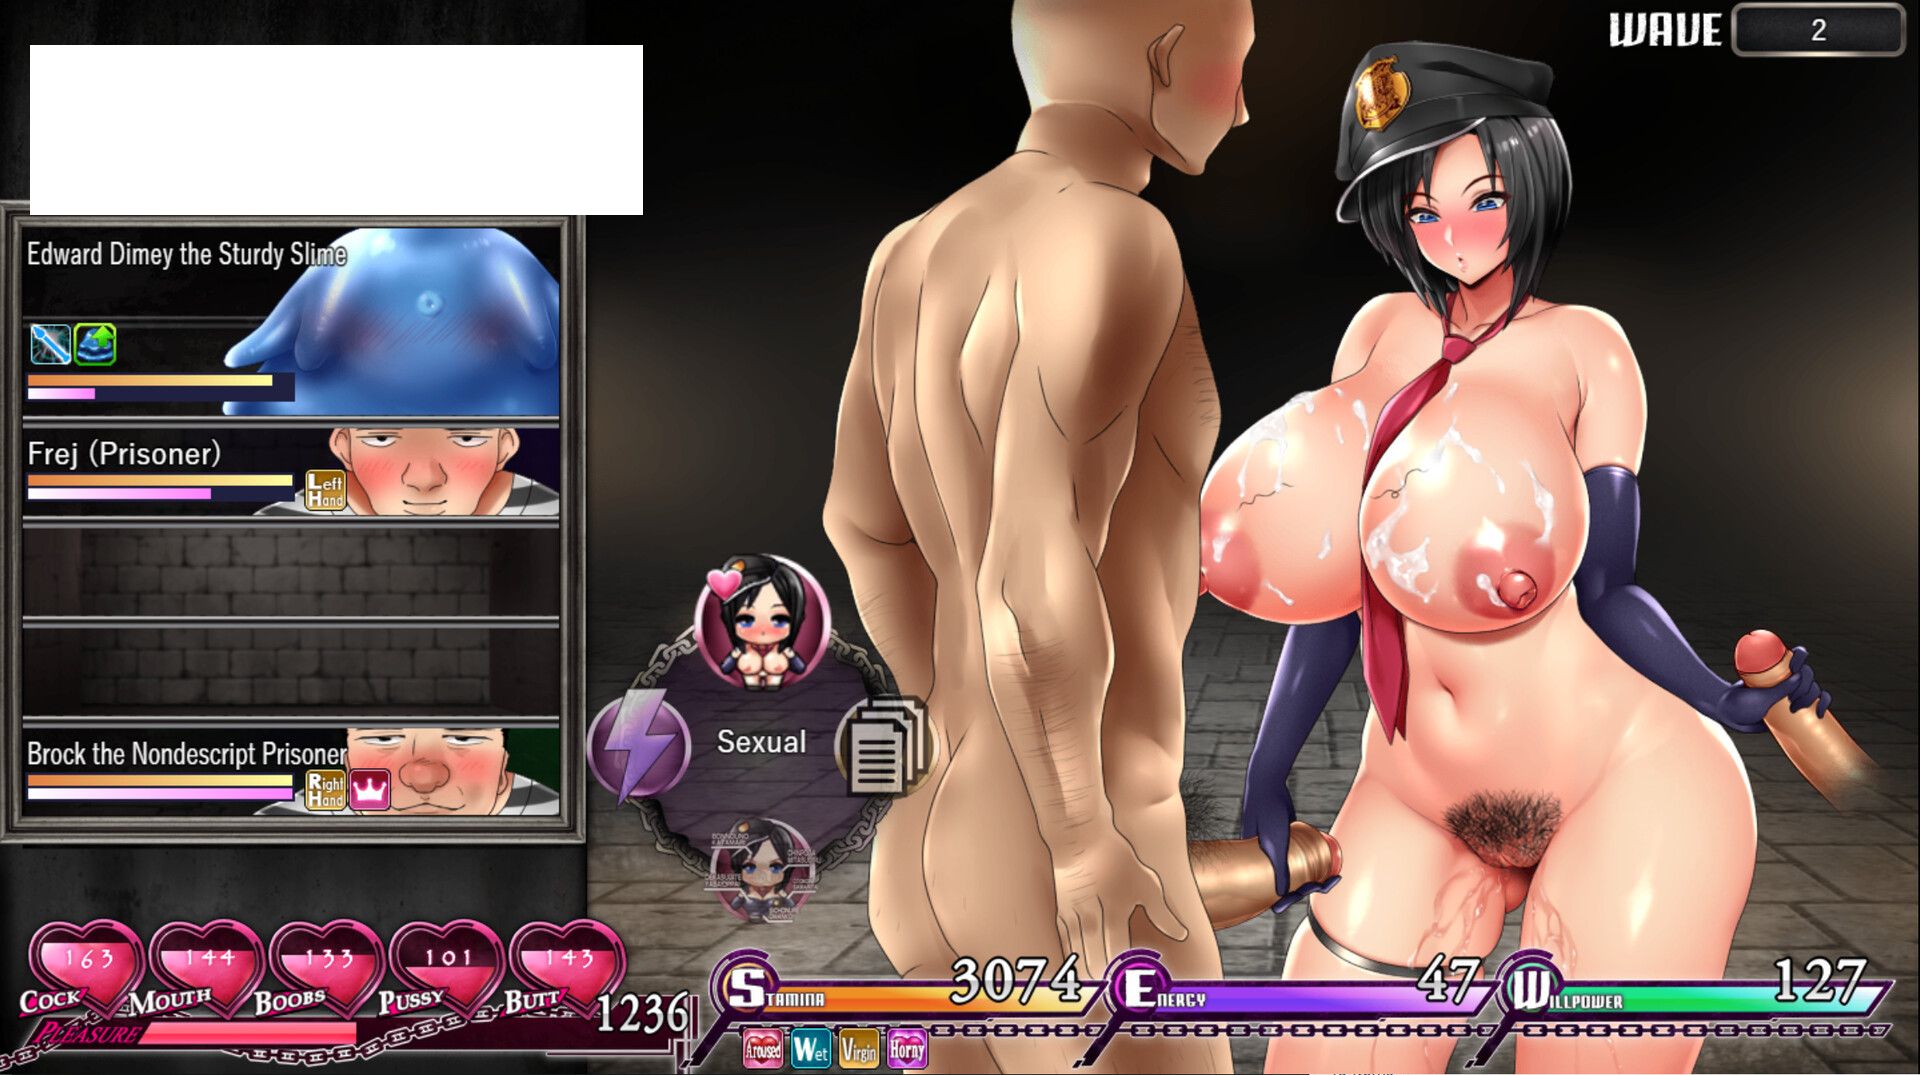 WAVE 2
Edward Dimey the Sturdy Slime
Frej (Prisoner)
Left
Hand
Brock the Nondescript Prisoner
Right
Hand
Sexual
163 144 133 101 143
COCK MOUTH BOOBS PUSSY BUTT
PLEASURE 1236
STAMINA 3074
ENERGY 47
WILLPOWER 127
Aroused Wet Virgin Horny